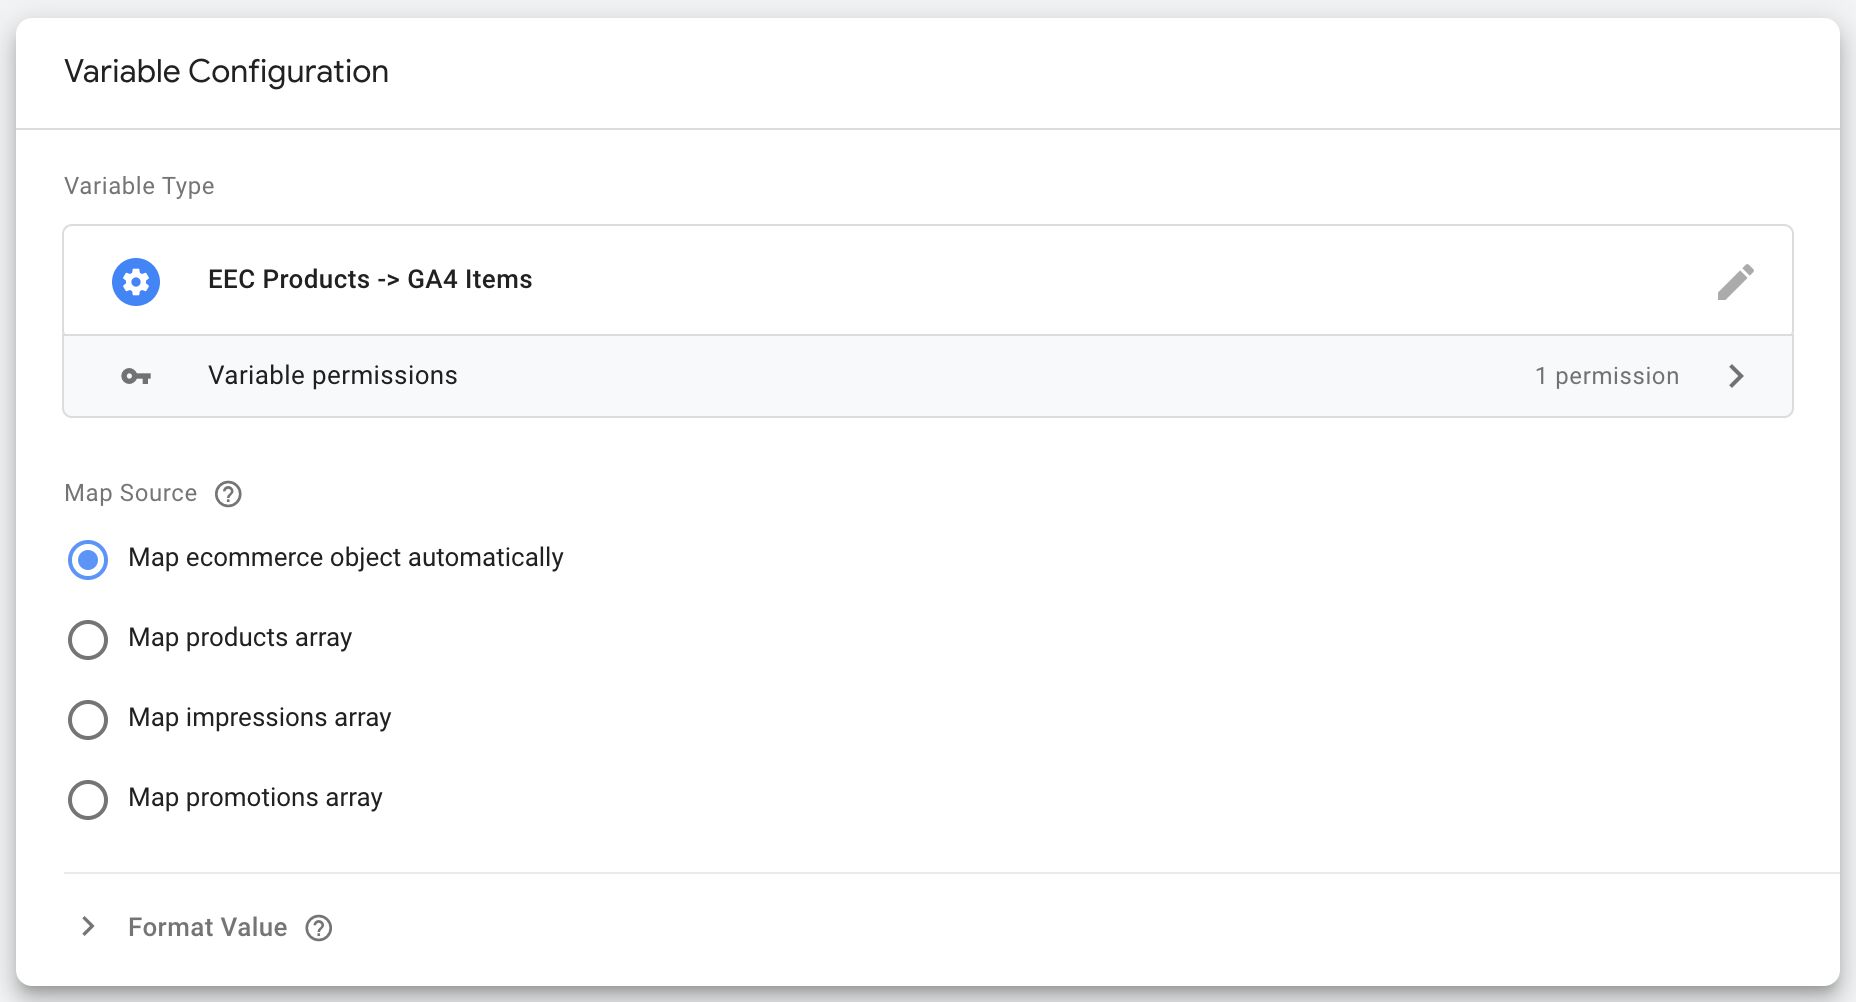 Variable Configuration
Variable Type
EEC Products -> GA4 Items
Variable permissions
1 permission
Map Source
Map ecommerce object automatically
Map products array
Map impressions array
Map promotions array
Format Value